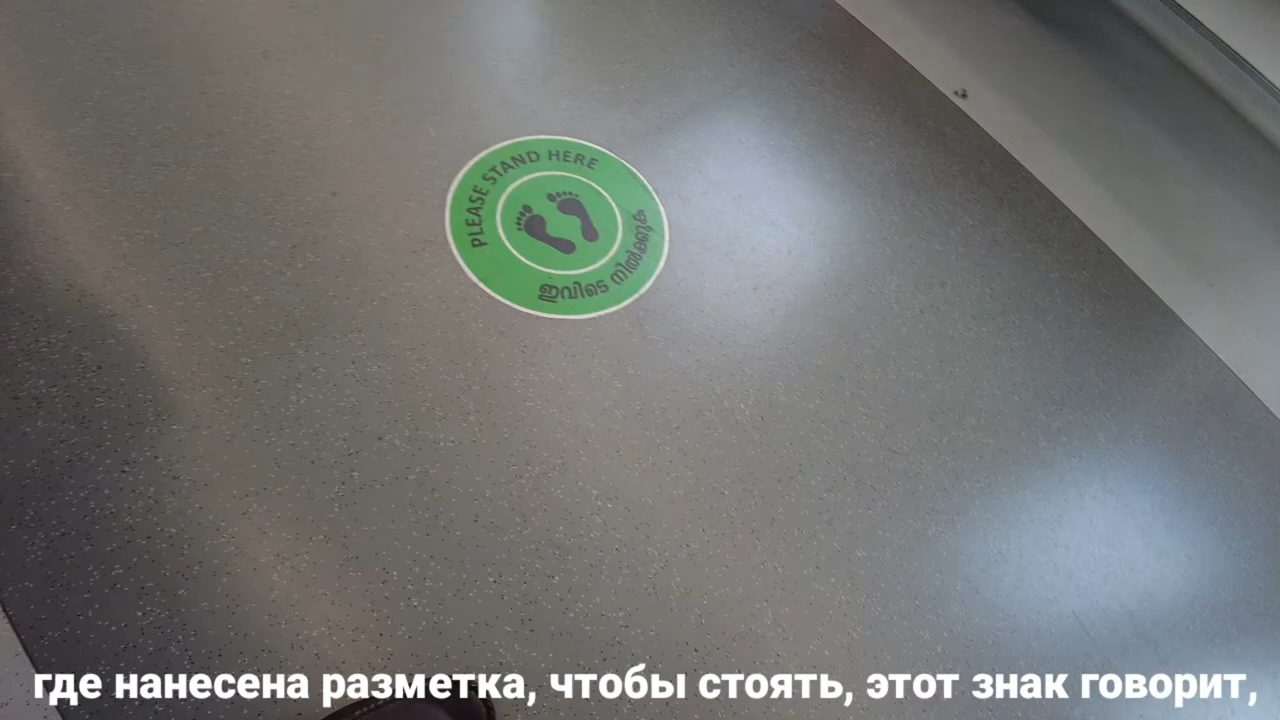 PLEASE STAND HERE
ഇവിടെ നിൽക്കുക
где нанесена разметка, чтобы стоять, этот знак говорит,